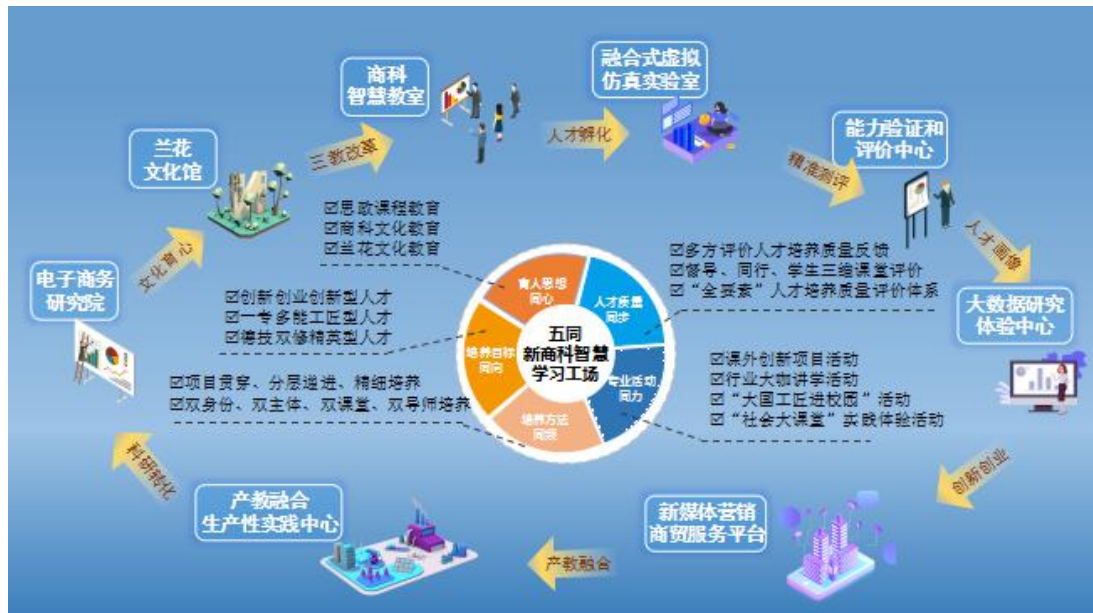 商科
智慧教室
融合式虚拟
仿真实验室
能力验证和
评价中心
兰花
文化馆
三教改革
人才孵化
精准测评
人才画像
大数据研究
体验中心
创新创业
新媒体营销
商贸服务平台
产教融合
产教融合
生产性实践中心
科研转化
电子商务
研究院
文化育心
☑思政课程教育
☑商科文化教育
☑兰花文化教育
☑创新创业创新型人才
☑一专多能工匠型人才
☑德技双修精英型人才
☑项目贯穿、分层递进、精细培养
☑双身份、双主体、双课堂、双导师培养
☑多方评价人才培养质量反馈
☑督导、同行、学生三维课堂评价
☑“全要素”人才培养质量评价体系
☑课外创新项目活动
☑行业大咖讲学活动
☑“大国工匠进校园”活动
☑“社会大课堂”实践体验活动
育人思想
同心
人才质量
同步
专业活动
同力
培养方法
同频
培养目标
同向
五同
新商科智慧
学习工场